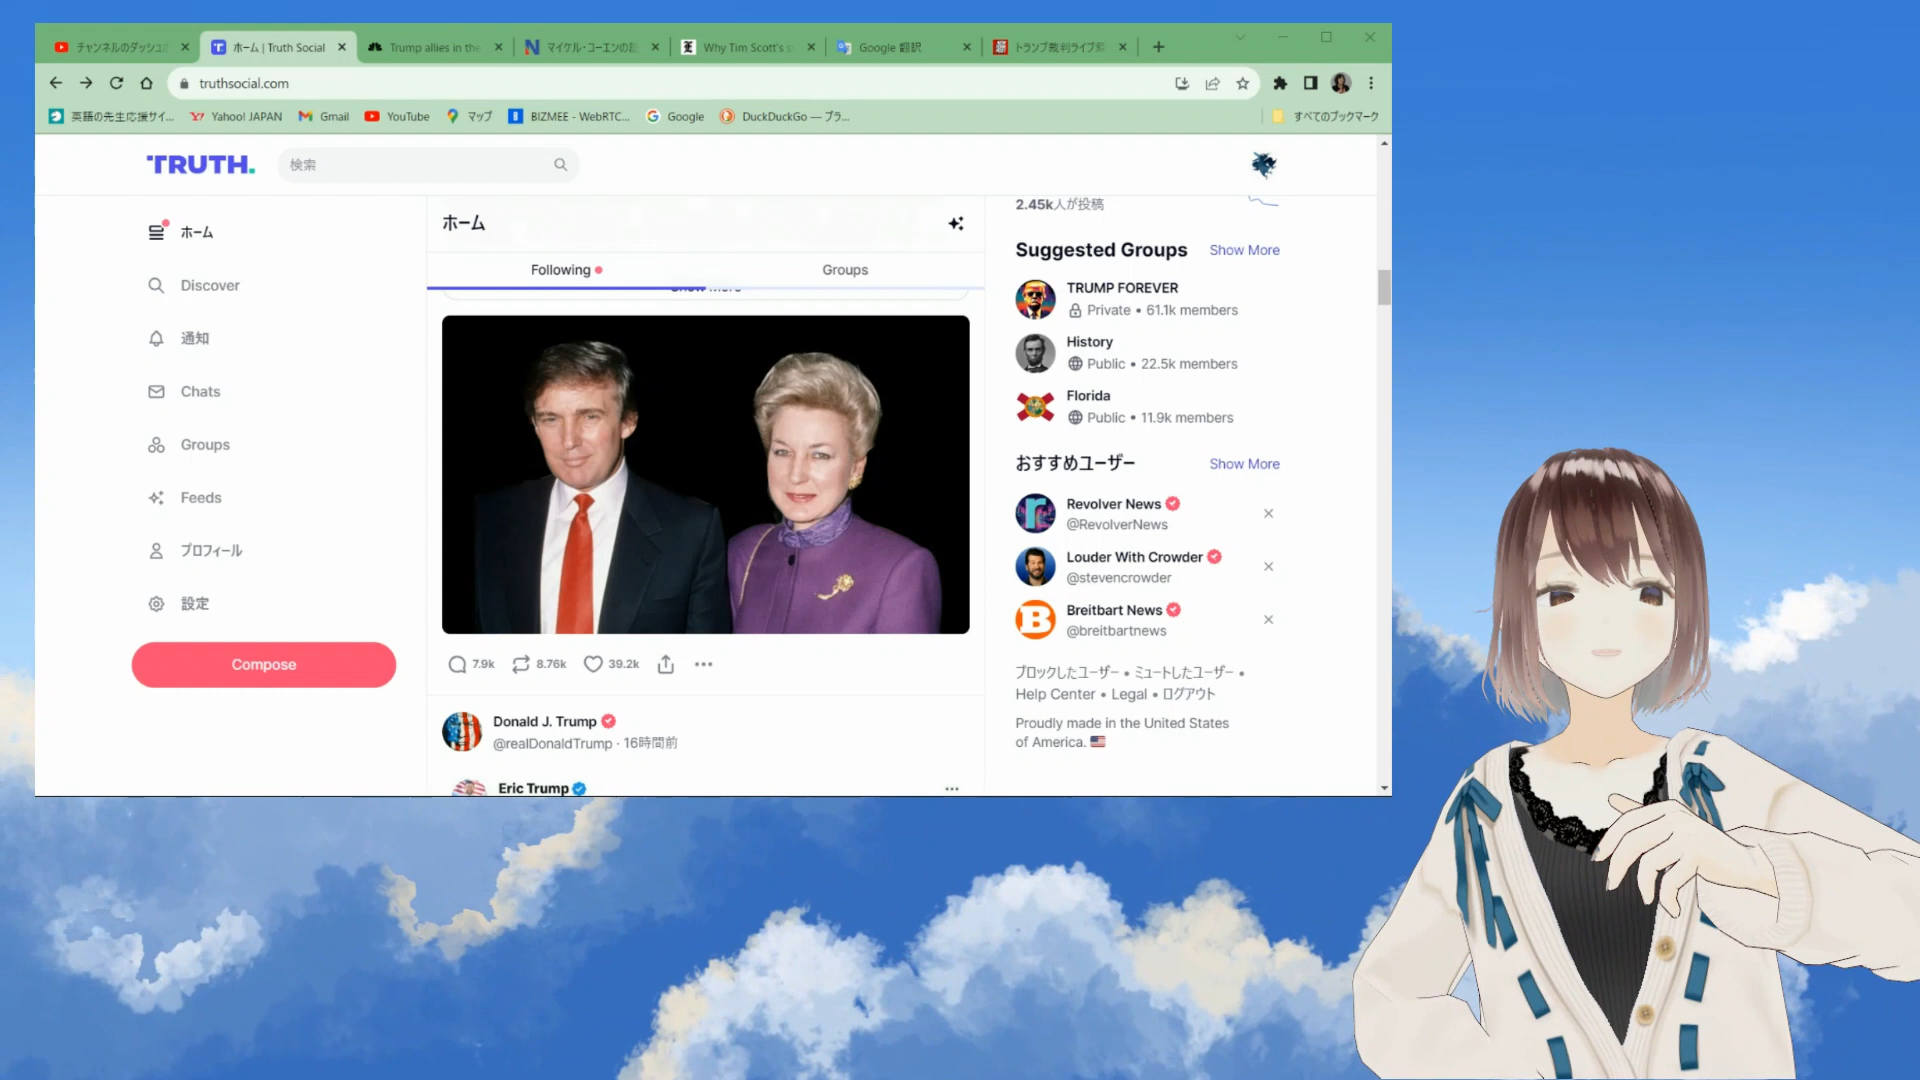 チャンネルのダッシュボ
ホーム | Truth Social
Trump allies in the
マイケル・コーエンの
Why Tim Scott's s
Google 翻訳
トランプ裁判ライブ
truthsocial.com
英語の先生応援サイ...
Yahoo! JAPAN
Gmail
YouTube
マップ
BIZMEE - WebRTC...
Google
DuckDuckGo — プラ...
すべてのブックマーク
TRUTH.
検索
ホーム
Discover
通知
Chats
Groups
Feeds
プロフィール
設定
Compose
ホーム
Following
Groups
Show More
7.9k
8.76k
39.2k
Donald J. Trump
@realDonaldTrump · 16時間前
Eric Trump
2.45k人が投稿
Suggested Groups
Show More
TRUMP FOREVER
Private • 61.1k members
History
Public • 22.5k members
Florida
Public • 11.9k members
おすすめユーザー
Show More
Revolver News
@RevolverNews
Louder With Crowder
@stevencrowder
Breitbart News
@breitbartnews
ブロックしたユーザー • ミュートしたユーザー •
Help Center • Legal • ログアウト
Proudly made in the United States
of America.